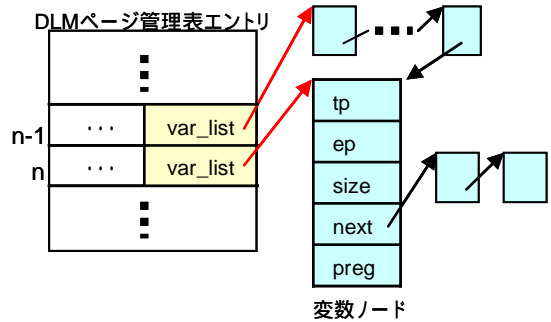 DLMページ管理表エントリ
n-1
··· var_list
n
··· var_list
tp
ep
size
next
preg
変数ノード